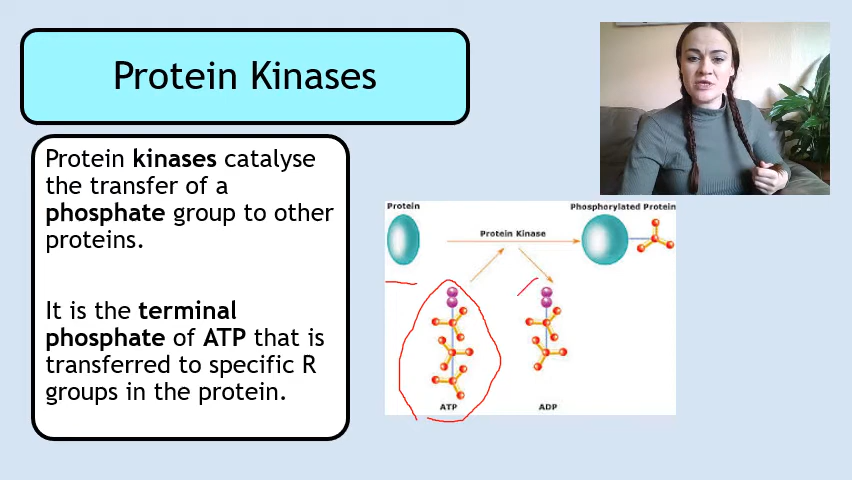 Protein Kinases
Protein kinases catalyse
the transfer of a
phosphate group to other
proteins.
It is the terminal
phosphate of ATP that is
transferred to specific R
groups in the protein.
Protein
Protein Kinase
Phosphorylated Protein
ATP
ADP